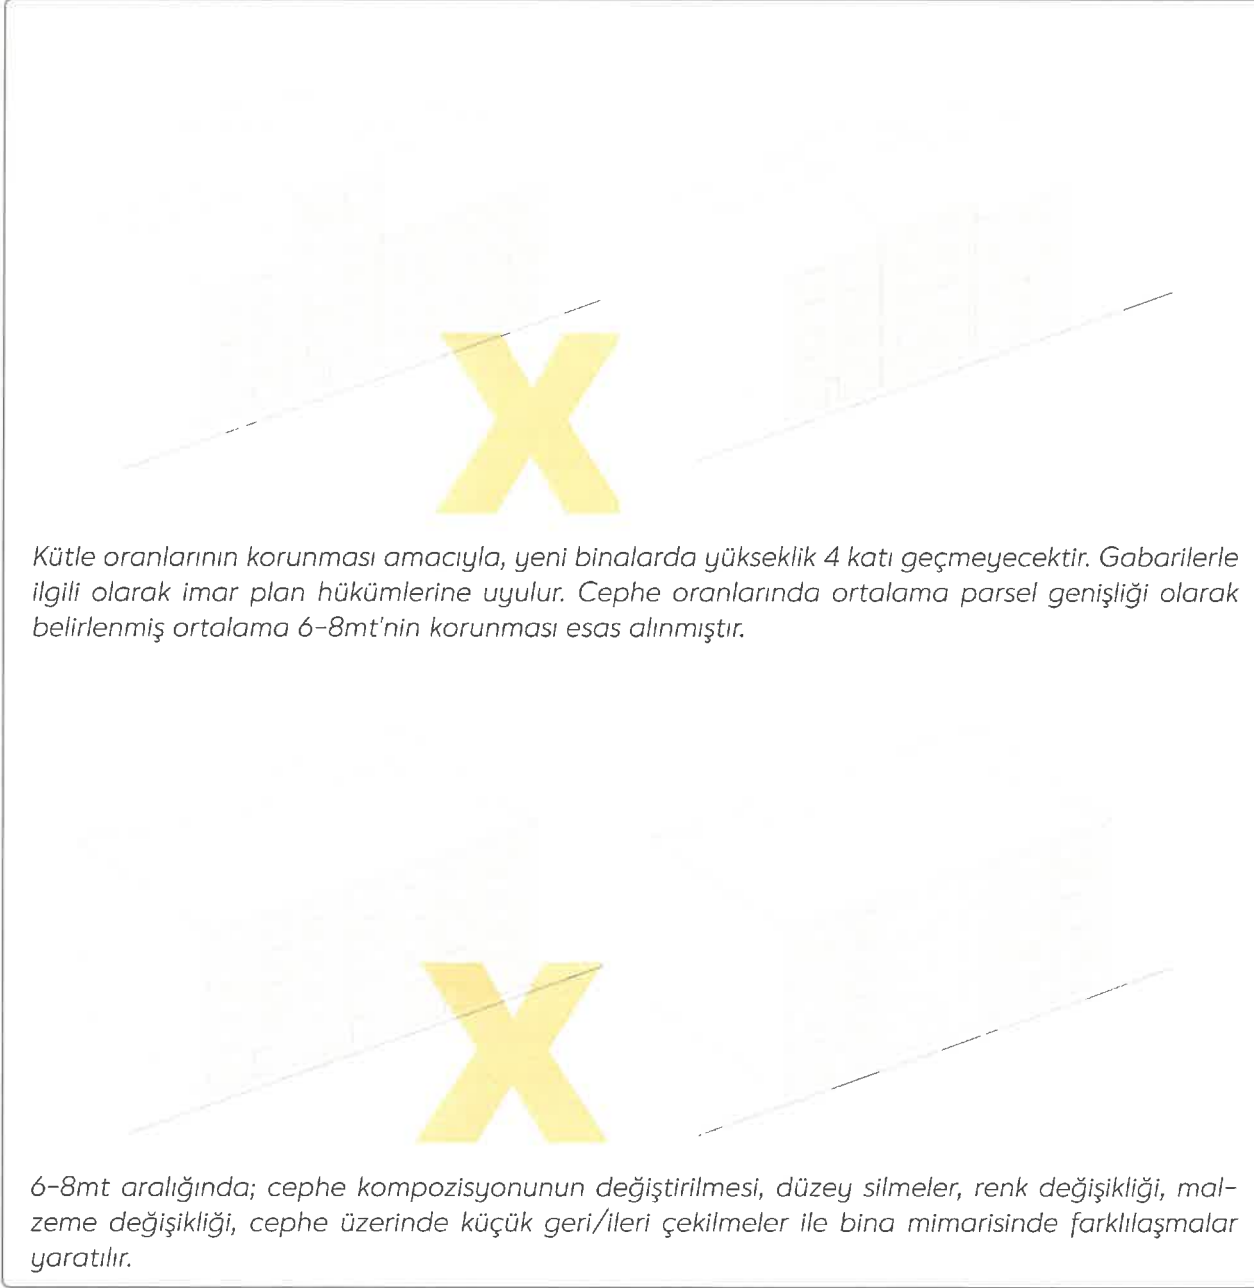 X
Kütle oranlarının korunması amacıyla, yeni binalarda yükseklik 4 katı geçmeyecektir. Gabarilerle
ilgili olarak imar plan hükümlerine uyulur. Cephe oranlarında ortalama parsel genişliği olarak
belirlenmiş ortalama 6-8mt'nin korunması esas alınmıştır.
X
6-8mt aralığında; cephe kompozisyonunun değiştirilmesi, düzey silmeler, renk değişikliği, mal-
zeme değişikliği, cephe üzerinde küçük geri/ileri çekilmeler ile bina mimarisinde farklılaşmalar
yaratılır.